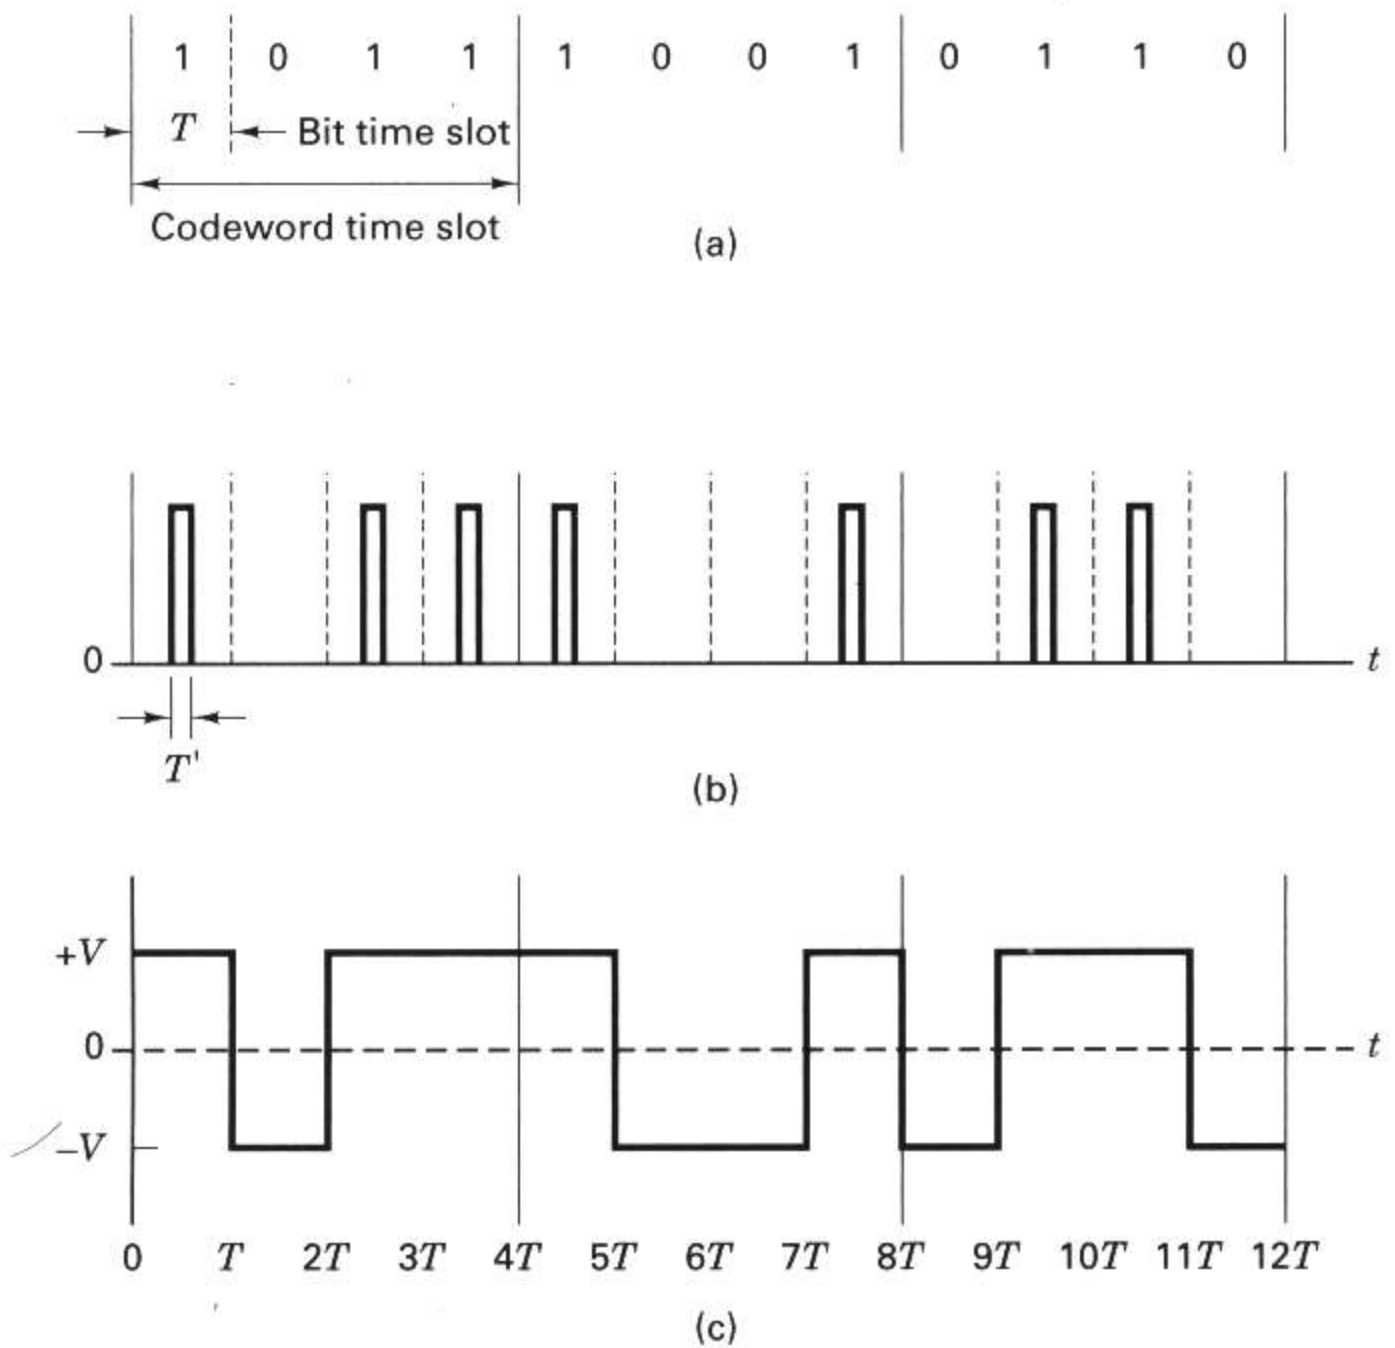 1 0 1 1 1 0 0 1 0 1 1 0
T Bit time slot
Codeword time slot
(a)
0 t
T'
(b)
+V
0 t
–V
0 T 2T 3T 4T 5T 6T 7T 8T 9T 10T 11T 12T
(c)